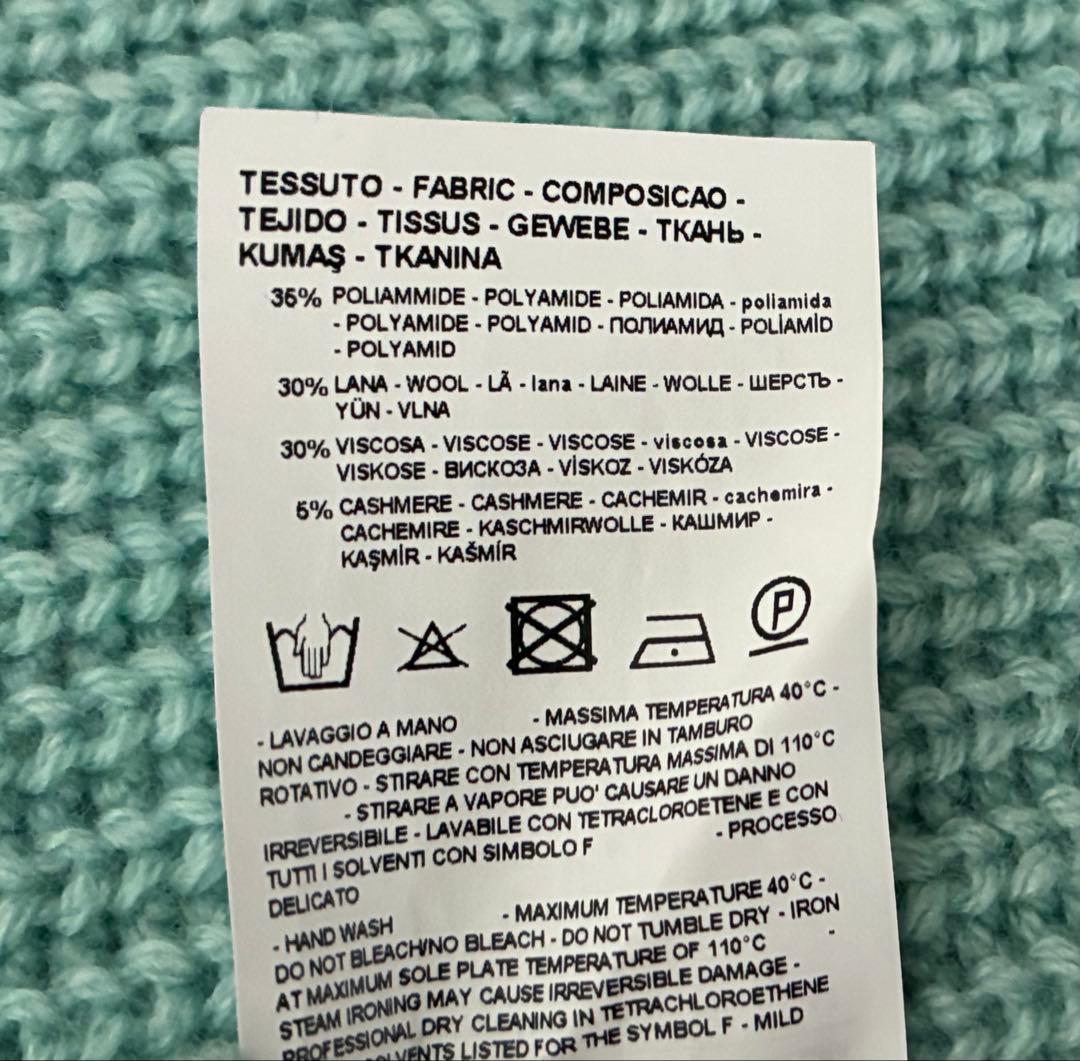 TESSUTO - FABRIC - COMPOSICAO -
TEJIDO - TISSUS - GEWEBE - ТКАНЬ -
KUMAŞ - TKANINA
35% POLIAMMIDE - POLYAMIDE - POLIAMIDA - poliamida
- POLYAMIDE - POLYAMID - ПОЛИАМИД - POLİAMİD
- POLYAMID
30% LANA - WOOL - LÃ - lana - LAINE - WOLLE - ШЕРСТЬ -
YÜN - VLNA
30% VISCOSA - VISCOSE - VISCOSE - viscosa - VISCOSE -
VISKOSE - ВИСКОЗА - VİSKOZ - VISKÓZA
5% CASHMERE - CASHMERE - CACHEMIR - cachemira -
CACHEMIRE - KASCHMIRWOLLE - КАШМИР -
KAŞMİR - KAŠMÍR
P
- LAVAGGIO A MANO - MASSIMA TEMPERATURA 40°C -
NON CANDEGGIARE - NON ASCIUGARE IN TAMBURO
ROTATIVO - STIRARE CON TEMPERATURA MASSIMA DI 110°C
- STIRARE A VAPORE PUO' CAUSARE UN DANNO
IRREVERSIBILE - LAVABILE CON TETRACLOROETENE E CON
TUTTI I SOLVENTI CON SIMBOLO F - PROCESSO
DELICATO
- HAND WASH - MAXIMUM TEMPERATURE 40°C -
DO NOT BLEACH/NO BLEACH - DO NOT TUMBLE DRY - IRON
AT MAXIMUM SOLE PLATE TEMPERATURE OF 110°C -
STEAM IRONING MAY CAUSE IRREVERSIBLE DAMAGE -
PROFESSIONAL DRY CLEANING IN TETRACHLOROETHENE
LISTED FOR THE SYMBOL F - MILD